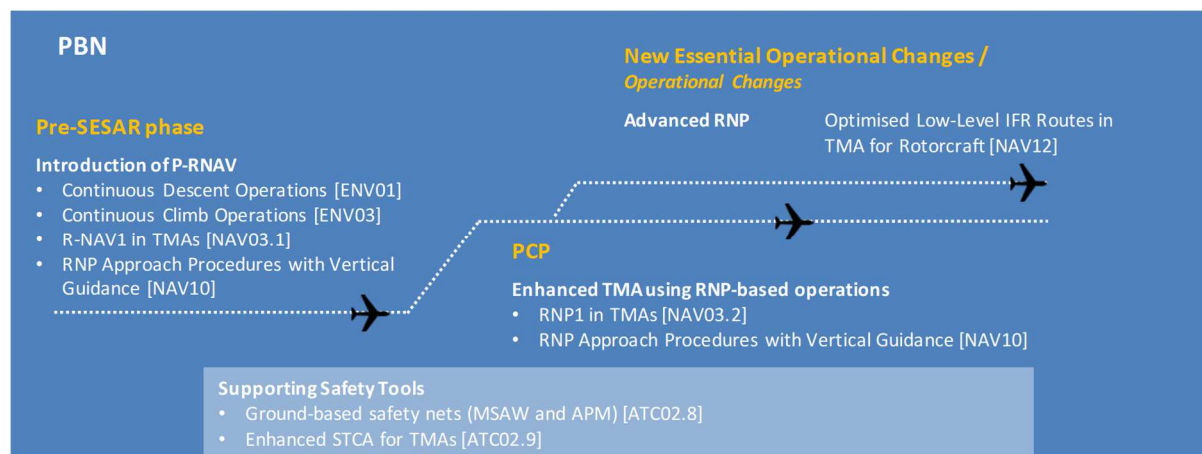 PBN
Pre-SESAR phase
Introduction of P-RNAV
• Continuous Descent Operations [ENV01]
• Continuous Climb Operations [ENV03]
• R-NAV1 in TMAs [NAV03.1]
• RNP Approach Procedures with Vertical
Guidance [NAV10]
New Essential Operational Changes /
Operational Changes
Advanced RNP
Optimised Low-Level IFR Routes in
TMA for Rotorcraft [NAV12]
PCP
Enhanced TMA using RNP-based operations
• RNP1 in TMAs [NAV03.2]
• RNP Approach Procedures with Vertical Guidance [NAV10]
Supporting Safety Tools
• Ground-based safety nets (MSAW and APM) [ATC02.8]
• Enhanced STCA for TMAs [ATC02.9]